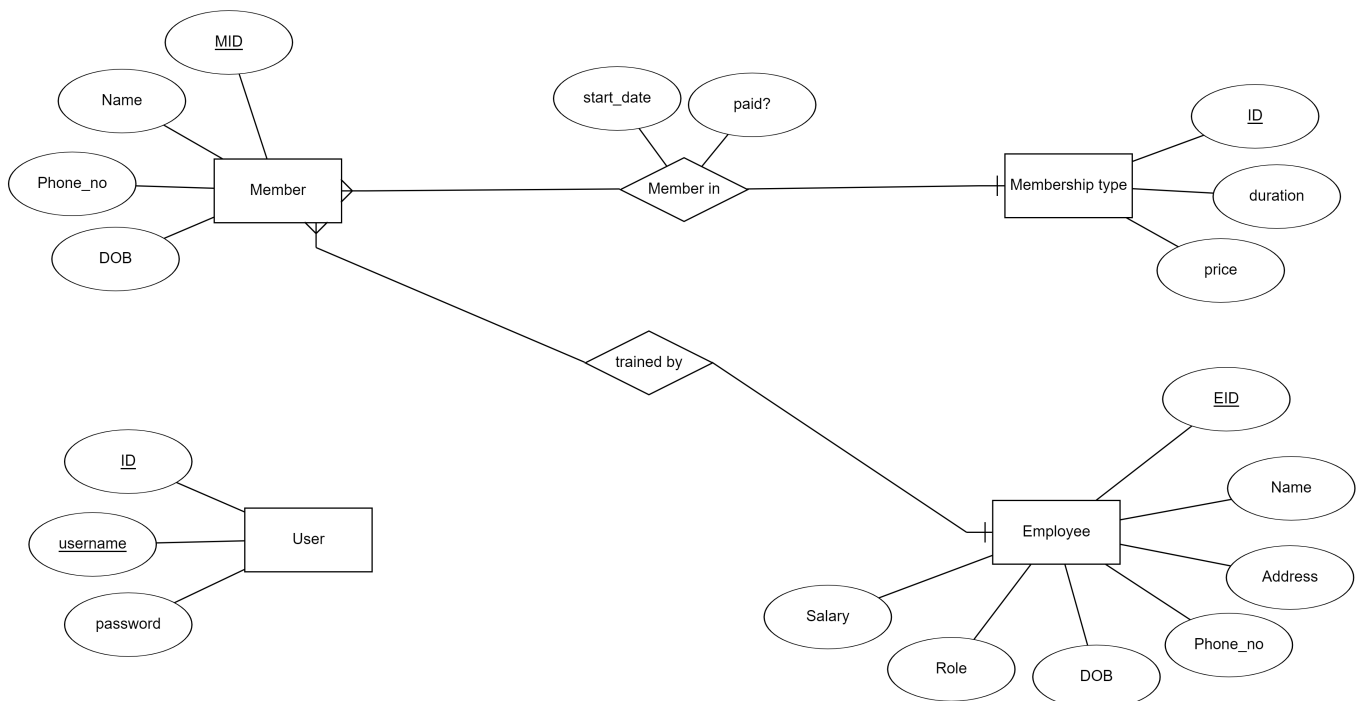 MID
Name
Phone_no
DOB
Member
start_date
paid?
Member in
Membership type
ID
duration
price
trained by
ID
username
password
User
EID
Name
Address
Phone_no
DOB
Role
Salary
Employee